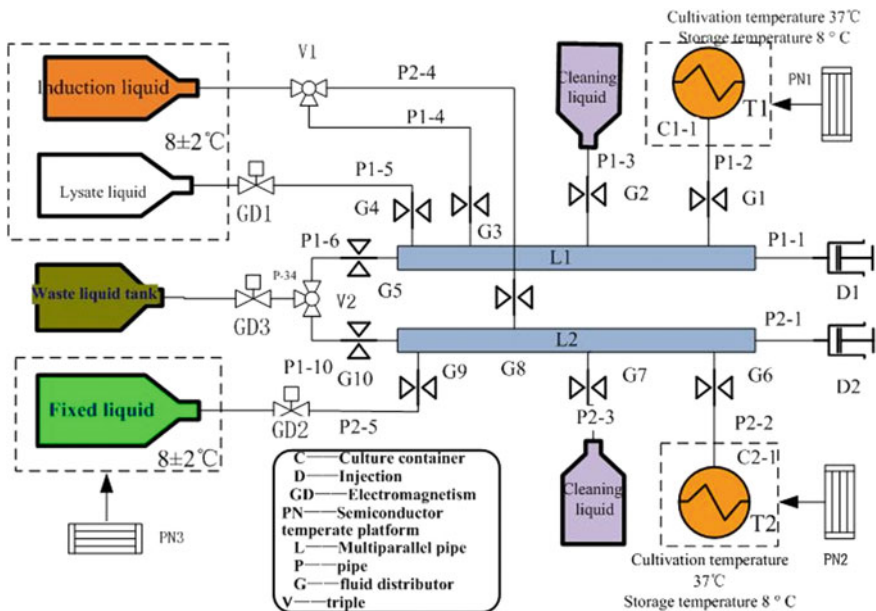 Cultivation temperature 37℃
Storage temperature 8 ° C
V1
P2-4
Induction liquid
Cleaning
liquid
PN1
P1-4
C1-1
T1
8±2℃
P1-5
P1-3
P1-2
Lysate liquid
G4
G2
G1
GD1
G3
P1-6
P1-1
L1
P-34
G5
D1
Waste liquid tank
V2
GD3
P2-1
L2
P1-10
G10
G9
G8
G7
G6
D2
Fixed liquid
GD2
P2-5
P2-3
P2-2
8±2℃
C2-1
C——Culture container
D——Injection
GD——Electromagnetism
PN——Semiconductor
temperate platform
L——Multiparallel pipe
P——pipe
G——fluid distributor
V——triple
Cleaning
liquid
T2
PN3
PN2
Cultivation temperature
37℃
Storage temperature 8 ° C